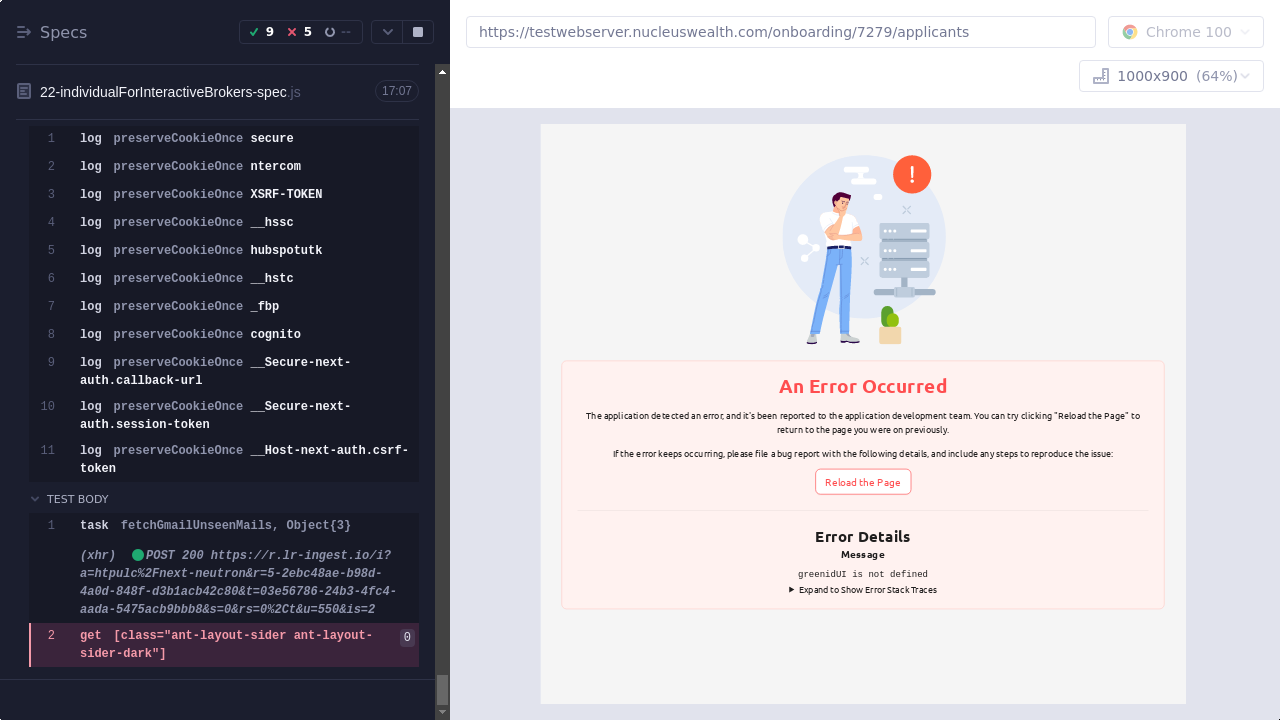 Specs
9
5
--
22-individualForInteractiveBrokers-spec.js
17:07
1 log preserveCookieOnce secure
2 log preserveCookieOnce ntercom
3 log preserveCookieOnce XSRF-TOKEN
4 log preserveCookieOnce __hssc
5 log preserveCookieOnce hubspotutk
6 log preserveCookieOnce __hstc
7 log preserveCookieOnce _fbp
8 log preserveCookieOnce cognito
9 log preserveCookieOnce __Secure-next-
auth.callback-url
10 log preserveCookieOnce __Secure-next-
auth.session-token
11 log preserveCookieOnce __Host-next-auth.csrf-
token
TEST BODY
1 task fetchGmailUnseenMails, Object{3}
(xhr) POST 200 https://r.lr-ingest.io/i?
a=htpulc%2Fnext-neutron&r=5-2ebc48ae-b98d-
4a0d-848f-d3b1acb42c80&t=03e56786-24b3-4fc4-
aada-5475acb9bbb8&s=0&rs=0%2Ct&u=550&is=2
2 get [class="ant-layout-sider ant-layout-
sider-dark"]
0
https://testwebserver.nucleuswealth.com/onboarding/7279/applicants
Chrome 100
1000x900 (64%)
!
An Error Occurred
The application detected an error, and it's been reported to the application development team. You can try clicking "Reload the Page" to
return to the page you were on previously.
If the error keeps occurring, please file a bug report with the following details, and include any steps to reproduce the issue:
Reload the Page
Error Details
Message
greenidUI is not defined
Expand to Show Error Stack Traces